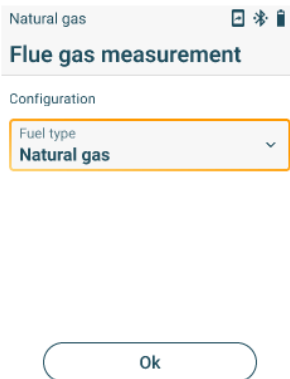 Natural gas
Flue gas measurement
Configuration
Fuel type
Natural gas
Ok